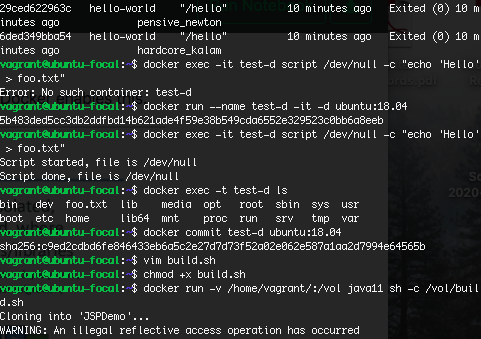 29ced622963c   hello-world   "/hello"   10 minutes ago   Exited (0) 10 m
inutes ago             pensive_newton
6ded349bba54   hello-world   "/hello"   10 minutes ago   Exited (0) 10 m
inutes ago             hardcore_kalam
vagrant@ubuntu-focal:~$ docker exec -it test-d script /dev/null -c "echo 'Hello'
 > foo.txt"
Error: No such container: test-d
vagrant@ubuntu-focal:~$ docker run --name test-d -it -d ubuntu:18.04
5b483ded5cc3db2ddfbd14b621ade4f59e38b549cda6552e329523c0bb6a8eeb
vagrant@ubuntu-focal:~$ docker exec -it test-d script /dev/null -c "echo 'Hello'
 > foo.txt"
Script started, file is /dev/null
Script done, file is /dev/null
vagrant@ubuntu-focal:~$ docker exec -t test-d ls
bin   dev  foo.txt  lib    media  opt   root  sbin  sys  usr
boot  etc  home     lib64  mnt    proc  run   srv   tmp  var
vagrant@ubuntu-focal:~$ docker commit test-d ubuntu:18.04
sha256:c9ed2cdbd6fe846433eb6a5c2e27d7d73f52a02e062e587a1aa2d7994e64565b
vagrant@ubuntu-focal:~$ vim build.sh
vagrant@ubuntu-focal:~$ chmod +x build.sh
vagrant@ubuntu-focal:~$ docker run -v /home/vagrant/:/vol java11 sh -c /vol/buil
d.sh
Cloning into 'JSPDemo'...
WARNING: An illegal reflective access operation has occurred